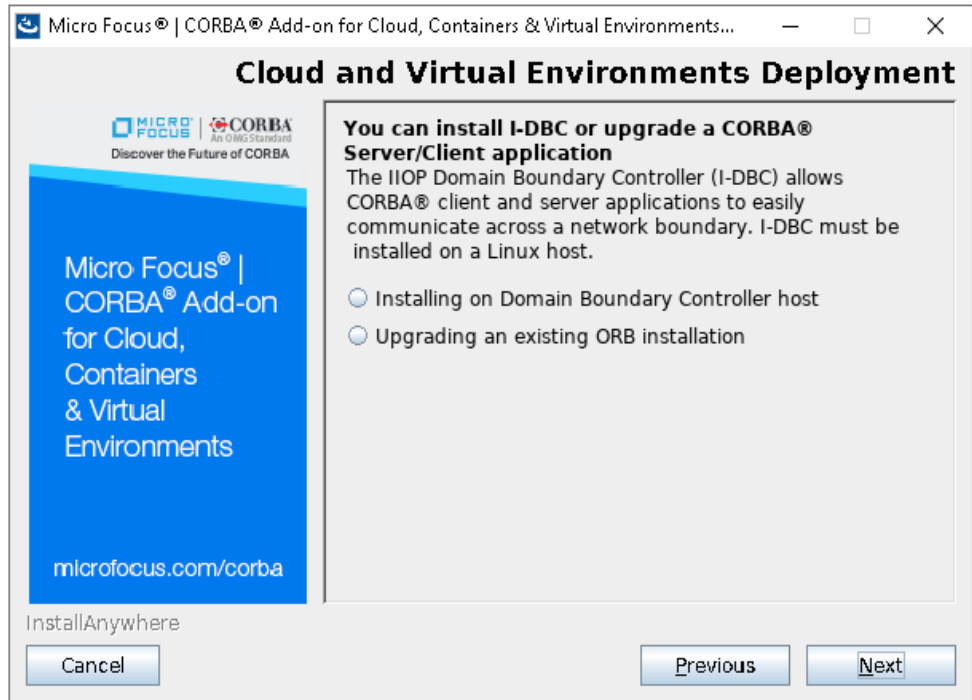 Micro Focus® | CORBA® Add-on for Cloud, Containers & Virtual Environments...
Cloud and Virtual Environments Deployment
MICRO FOCUS | CORBA
An OMG Standard
Discover the Future of CORBA
Micro Focus® |
CORBA® Add-on
for Cloud,
Containers
& Virtual
Environments
microfocus.com/corba
You can install I-DBC or upgrade a CORBA®
Server/Client application
The IIOP Domain Boundary Controller (I-DBC) allows
CORBA® client and server applications to easily
communicate across a network boundary. I-DBC must be
installed on a Linux host.
Installing on Domain Boundary Controller host
Upgrading an existing ORB installation
InstallAnywhere
Cancel
Previous
Next